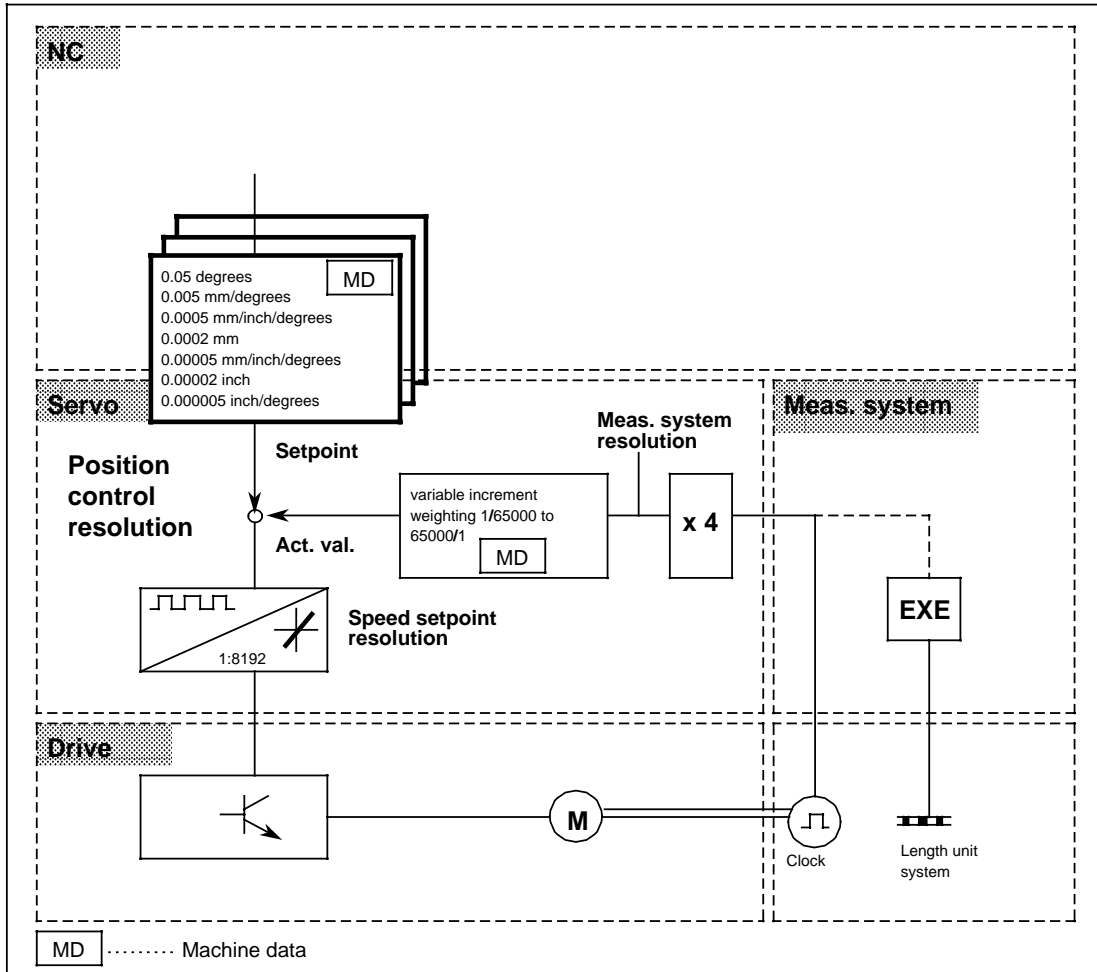 NC
0.05 degrees
MD
0.005 mm/degrees
0.0005 mm/inch/degrees
0.0002 mm
0.00005 mm/inch/degrees
0.00002 inch
0.000005 inch/degrees
Servo
Meas. system
Meas. system
resolution
Setpoint
Position
control
resolution
variable increment
weighting 1/65000 to
65000/1
MD
x 4
Act. val.
EXE
Speed setpoint
resolution
1:8192
Drive
M
Clock
Length unit
system
MD ........ Machine data